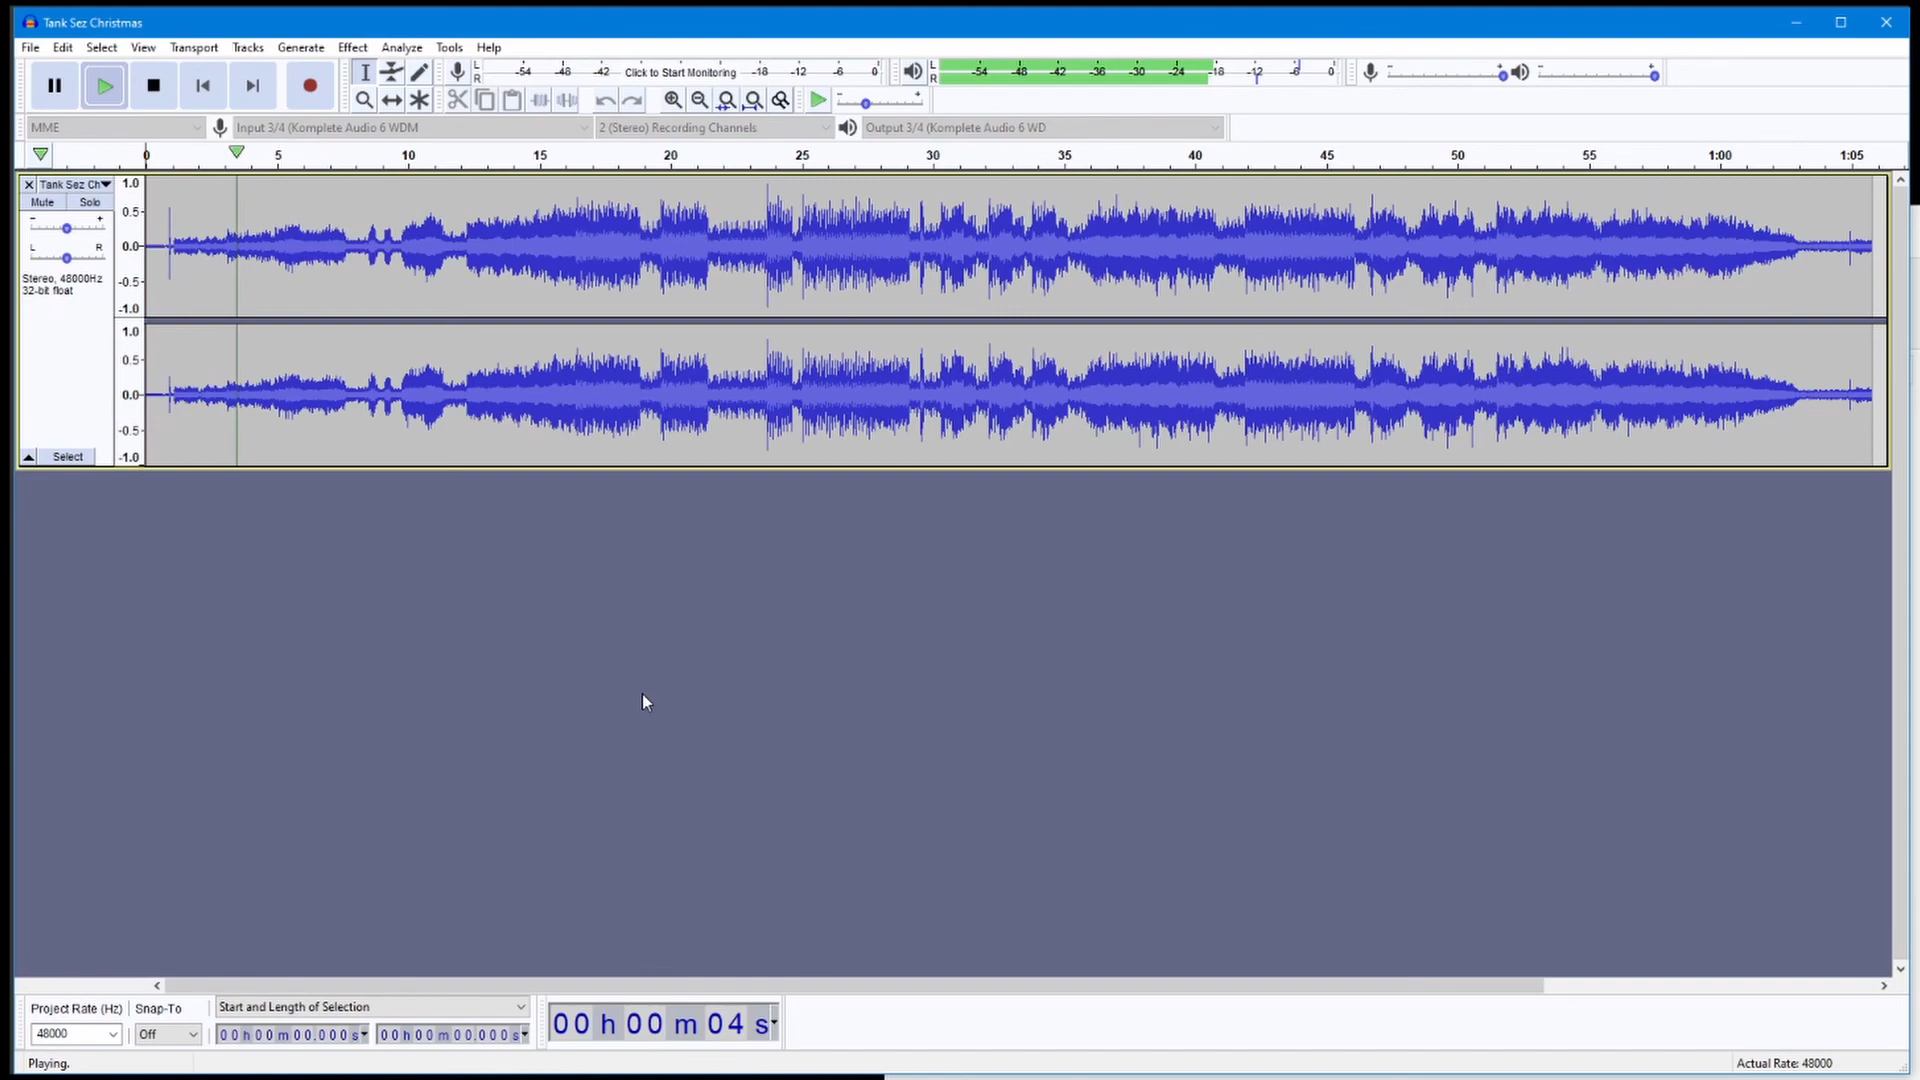 Tank Sez Christmas
File Edit Select View Transport Tracks Generate Effect Analyze Tools Help
L R -54 -48 -42 Click to Start Monitoring -18 -12 -6 0 L R -54 -48 -42 -36 -30 -24 -18 -12 -6 0
MME Input 3/4 (Komplete Audio 6 WDM 2 (Stereo) Recording Channels Output 3/4 (Komplete Audio 6 WD
0 5 10 15 20 25 30 35 40 45 50 55 1:00 1:05
Tank Sez Ch 1.0
Mute Solo
- + 0.5
L R 0.0
Stereo, 48000Hz -0.5
32-bit float
-1.0
1.0
0.5
0.0
-0.5
Select -1.0
Project Rate (Hz) Snap-To Start and Length of Selection
48000 Off 00 h 00 m 00.000 s 00 h 00 m 00.000 s 00 h 00 m 04 s
Playing. Actual Rate: 48000